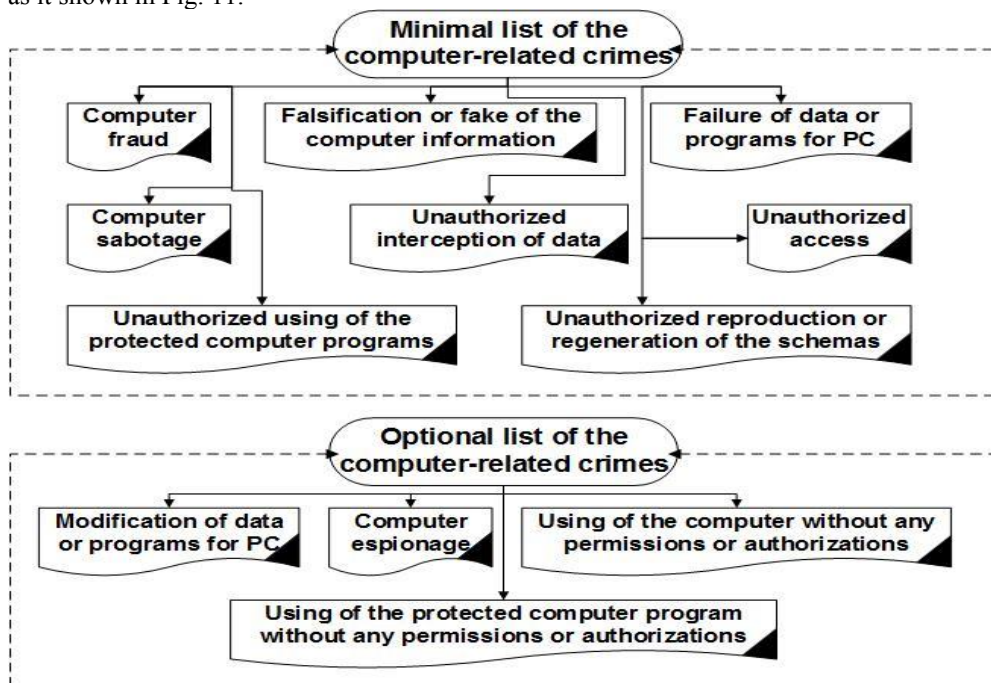 as it shown in Fig. 11.
Minimal list of the
computer-related crimes
Computer
fraud
Falsification or fake of the
computer information
Failure of data or
programs for PC
Computer
sabotage
Unauthorized
interception of data
Unauthorized
access
Unauthorized using of the
protected computer programs
Unauthorized reproduction or
regeneration of the schemas
Optional list of the
computer-related crimes
Modification of data
or programs for PC
Computer
espionage
Using of the computer without any
permissions or authorizations
Using of the protected computer program
without any permissions or authorizations